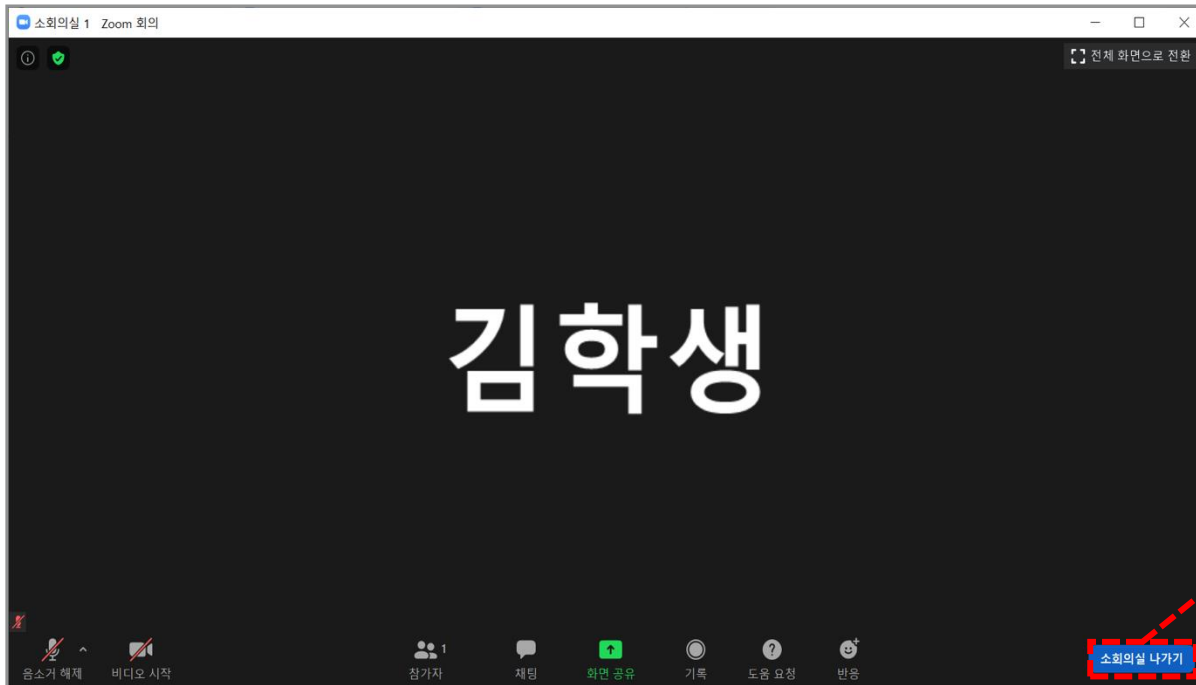 소회의실 1 Zoom 회의
전체 화면으로 전환
김학생
음소거 해제 비디오 시작 참가자 1 채팅 화면 공유 기록 도움 요청 반응 소회의실 나가기